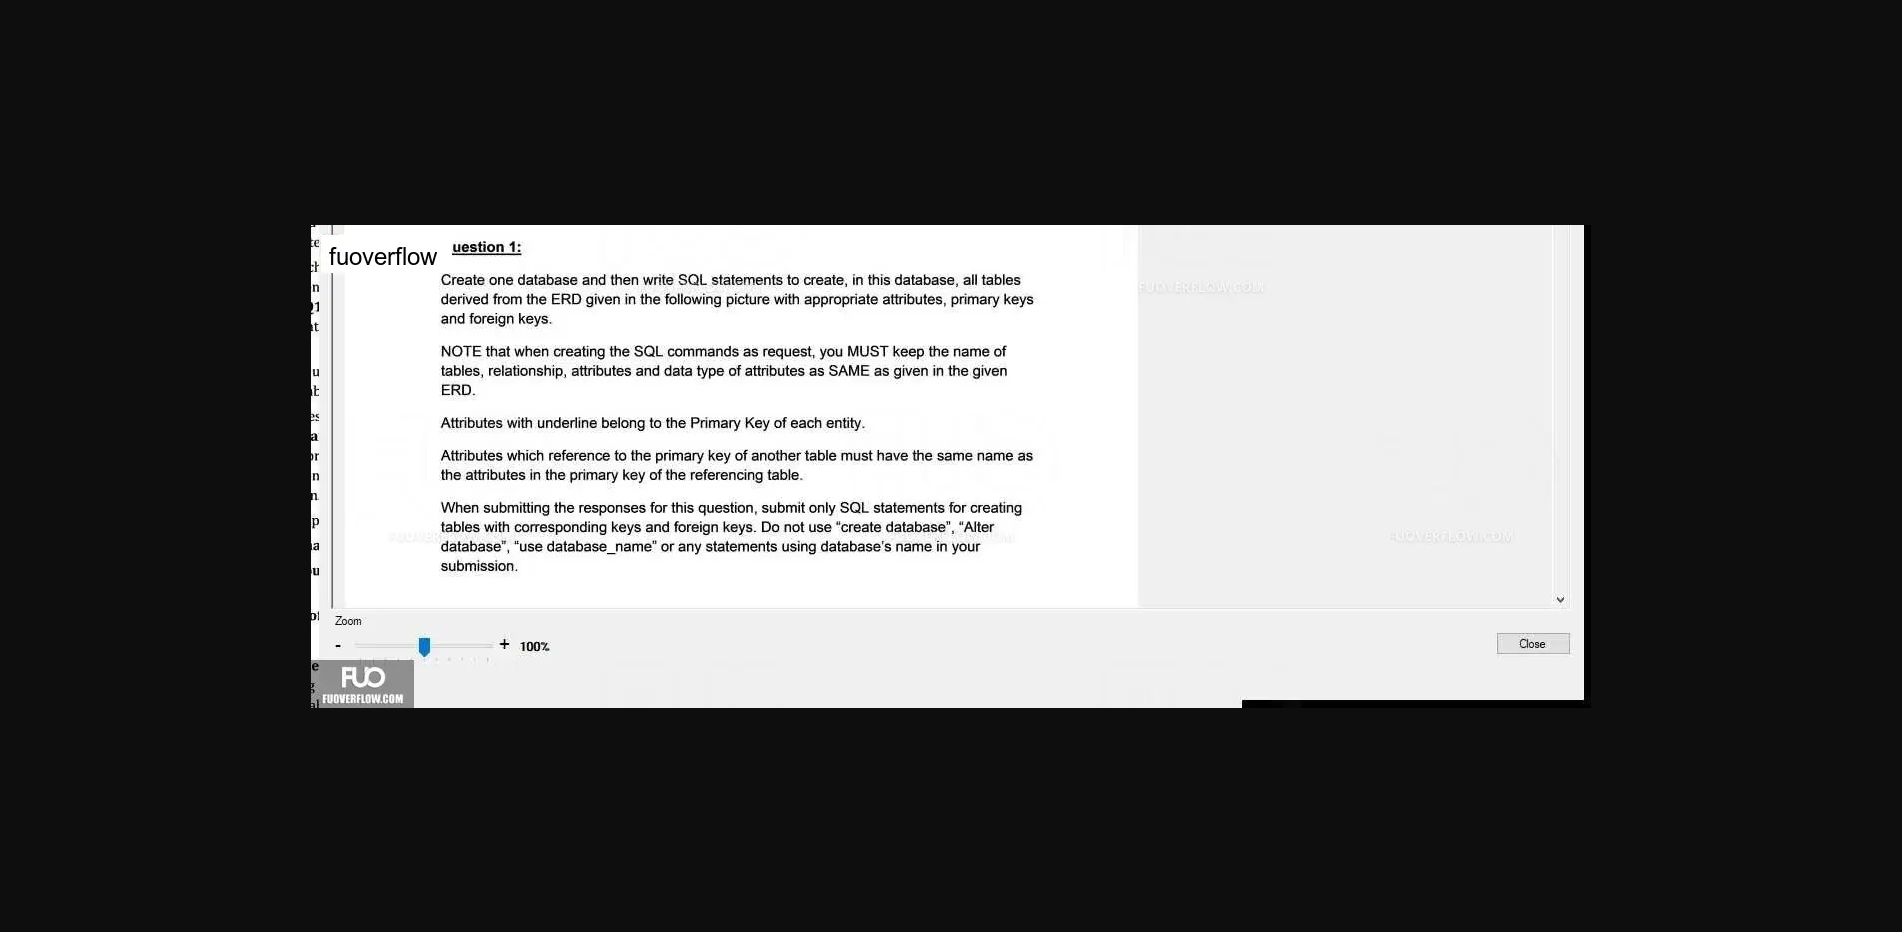 fuoverflow
uestion 1:
Create one database and then write SQL statements to create, in this database, all tables
derived from the ERD given in the following picture with appropriate attributes, primary keys
and foreign keys.
NOTE that when creating the SQL commands as request, you MUST keep the name of
tables, relationship, attributes and data type of attributes as SAME as given in the given
ERD.
Attributes with underline belong to the Primary Key of each entity.
Attributes which reference to the primary key of another table must have the same name as
the attributes in the primary key of the referencing table.
When submitting the responses for this question, submit only SQL statements for creating
tables with corresponding keys and foreign keys. Do not use “create database”, “Alter
database”, “use database_name” or any statements using database’s name in your
submission.
FUOVERFLOW.COM
FUOVERFLOW.COM
Zoom
- + 100%
Close
FUO
FUOVERFLOW.COM